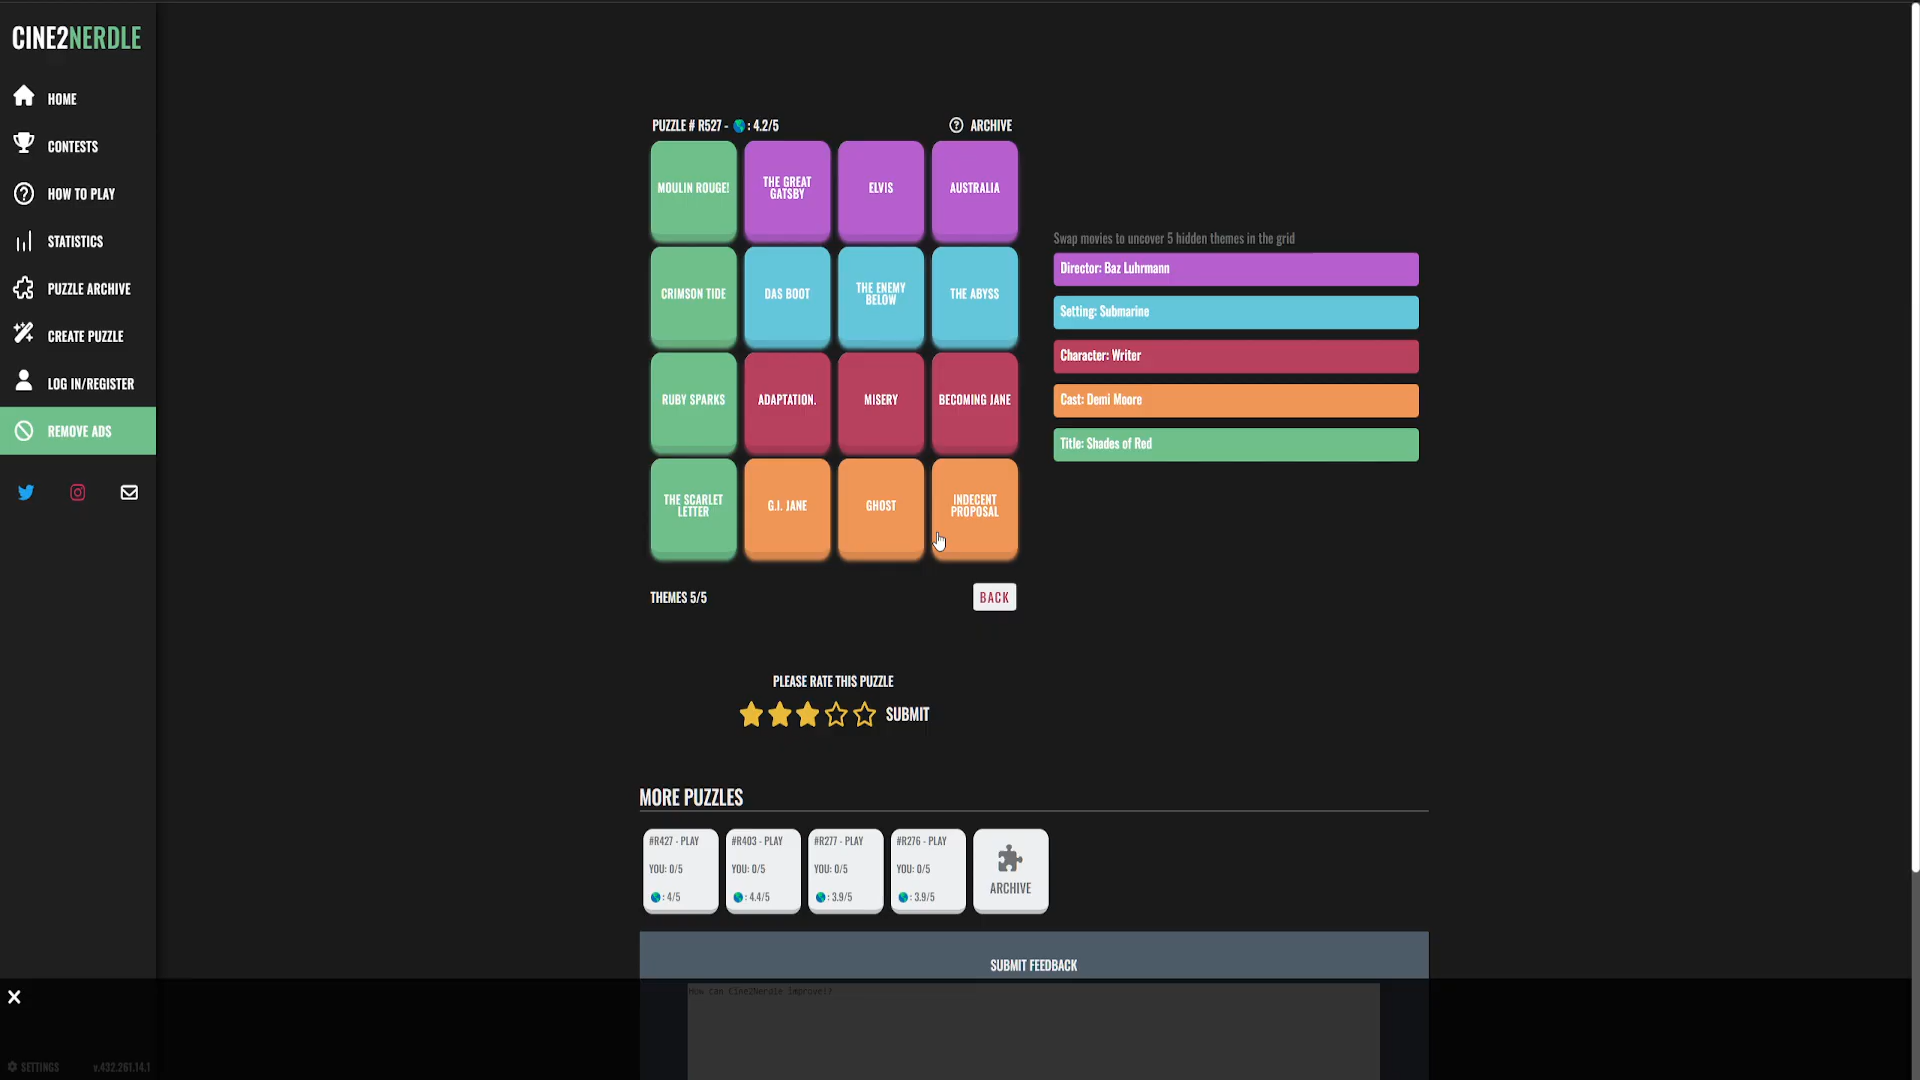 CINE2NERDLE
HOME
CONTESTS
HOW TO PLAY
STATISTICS
PUZZLE ARCHIVE
CREATE PUZZLE
LOG IN/REGISTER
REMOVE ADS
PUZZLE # R527 - : 4.2/5
ARCHIVE
MOULIN ROUGE!
THE GREAT
GATSBY
ELVIS
AUSTRALIA
CRIMSON TIDE
DAS BOOT
THE ENEMY
BELOW
THE ABYSS
RUBY SPARKS
ADAPTATION.
MISERY
BECOMING JANE
THE SCARLET
LETTER
G.I. JANE
GHOST
INDECENT
PROPOSAL
THEMES 5/5
BACK
Swap movies to uncover 5 hidden themes in the grid
Director: Baz Luhrmann
Setting: Submarine
Character: Writer
Cast: Demi Moore
Title: Shades of Red
PLEASE RATE THIS PUZZLE
SUBMIT
MORE PUZZLES
#R427 - PLAY
YOU: 0/5
: 4/5
#R403 - PLAY
YOU: 0/5
: 4.4/5
#R277 - PLAY
YOU: 0/5
: 3.9/5
#R276 - PLAY
YOU: 0/5
: 3.9/5
ARCHIVE
SUBMIT FEEDBACK
How can Cine2Nerdle improve!?
SETTINGS
v.432.261.14.1